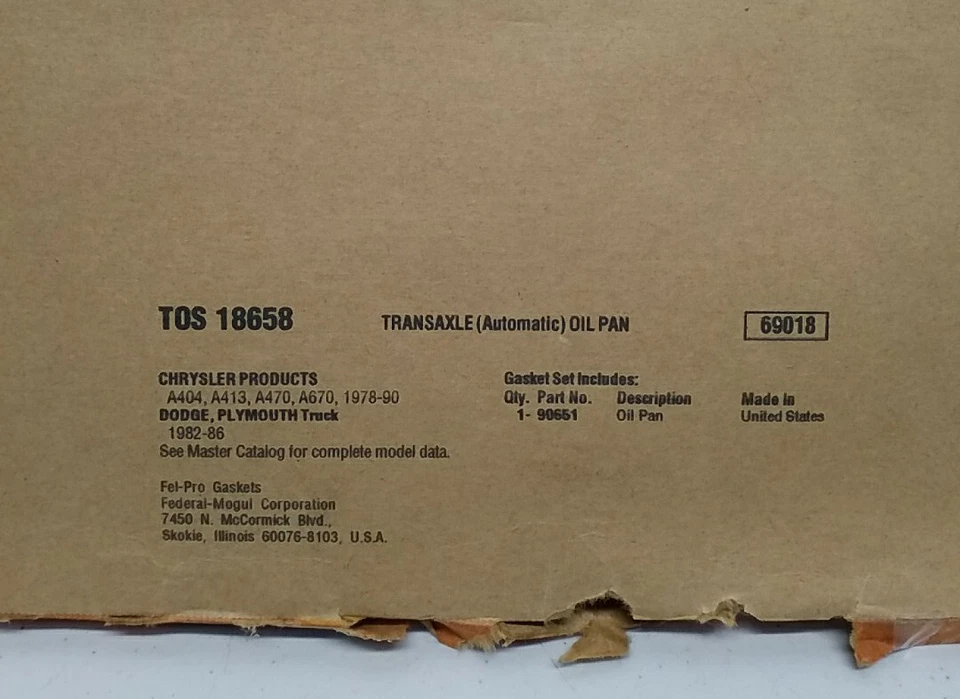 TOS 18658 TRANSAXLE (Automatic) OIL PAN 69018
CHRYSLER PRODUCTS
A404, A413, A470, A670, 1978-90
DODGE, PLYMOUTH Truck
1982-86
See Master Catalog for complete model data.
Gasket Set Includes:
Qty. Part No. Description
1- 90651 Oil Pan
Made in
United States
Fel-Pro Gaskets
Federal-Mogul Corporation
7450 N. McCormick Blvd.,
Skokie, Illinois 60076-8103, U.S.A.